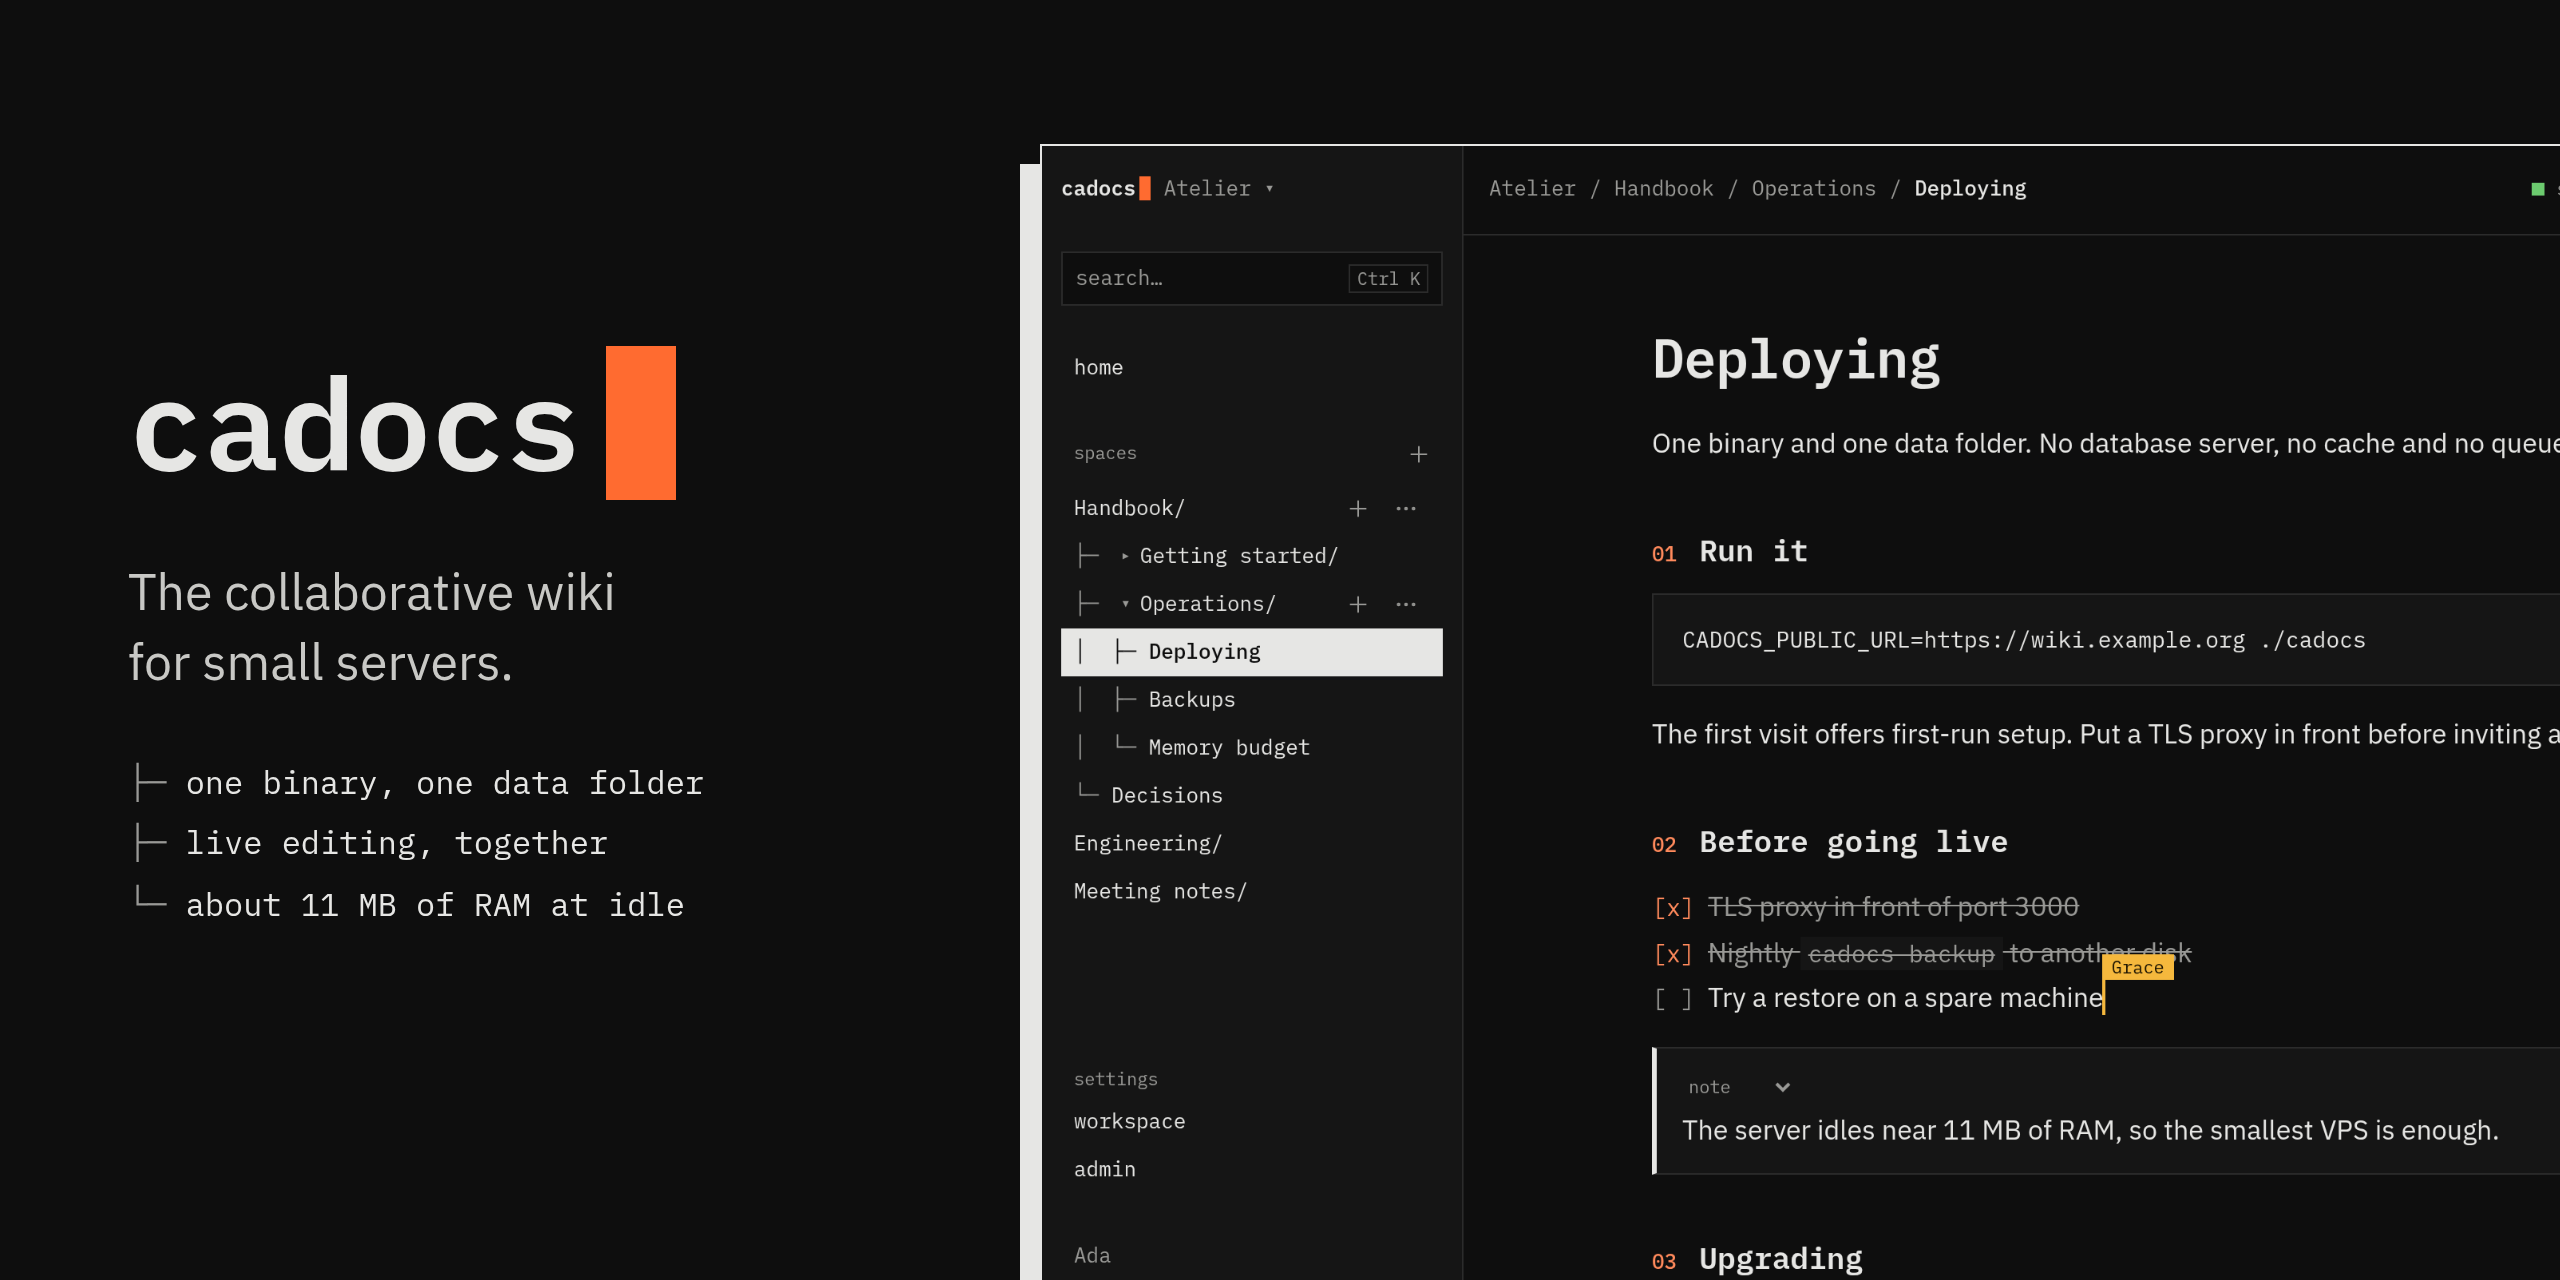 cadocs
The collaborative wiki
for small servers.
├─ one binary, one data folder
├─ live editing, together
└─ about 11 MB of RAM at idle
cadocs Atelier ▾
search… Ctrl K
home
spaces +
Handbook/ + ···
├─ ▸ Getting started/
├─ ▾ Operations/ + ···
│ ├─ Deploying
│ ├─ Backups
│ └─ Memory budget
└─ Decisions
Engineering/
Meeting notes/
settings
workspace
admin
Ada
Atelier / Handbook / Operations / Deploying
Deploying
One binary and one data folder. No database server, no cache and no queue
01 Run it
CADOCS_PUBLIC_URL=https://wiki.example.org ./cadocs
The first visit offers first-run setup. Put a TLS proxy in front before inviting
02 Before going live
[x] TLS proxy in front of port 3000
[x] Nightly cadocs backup to another disk
Grace
[ ] Try a restore on a spare machine
note
The server idles near 11 MB of RAM, so the smallest VPS is enough.
03 Upgrading